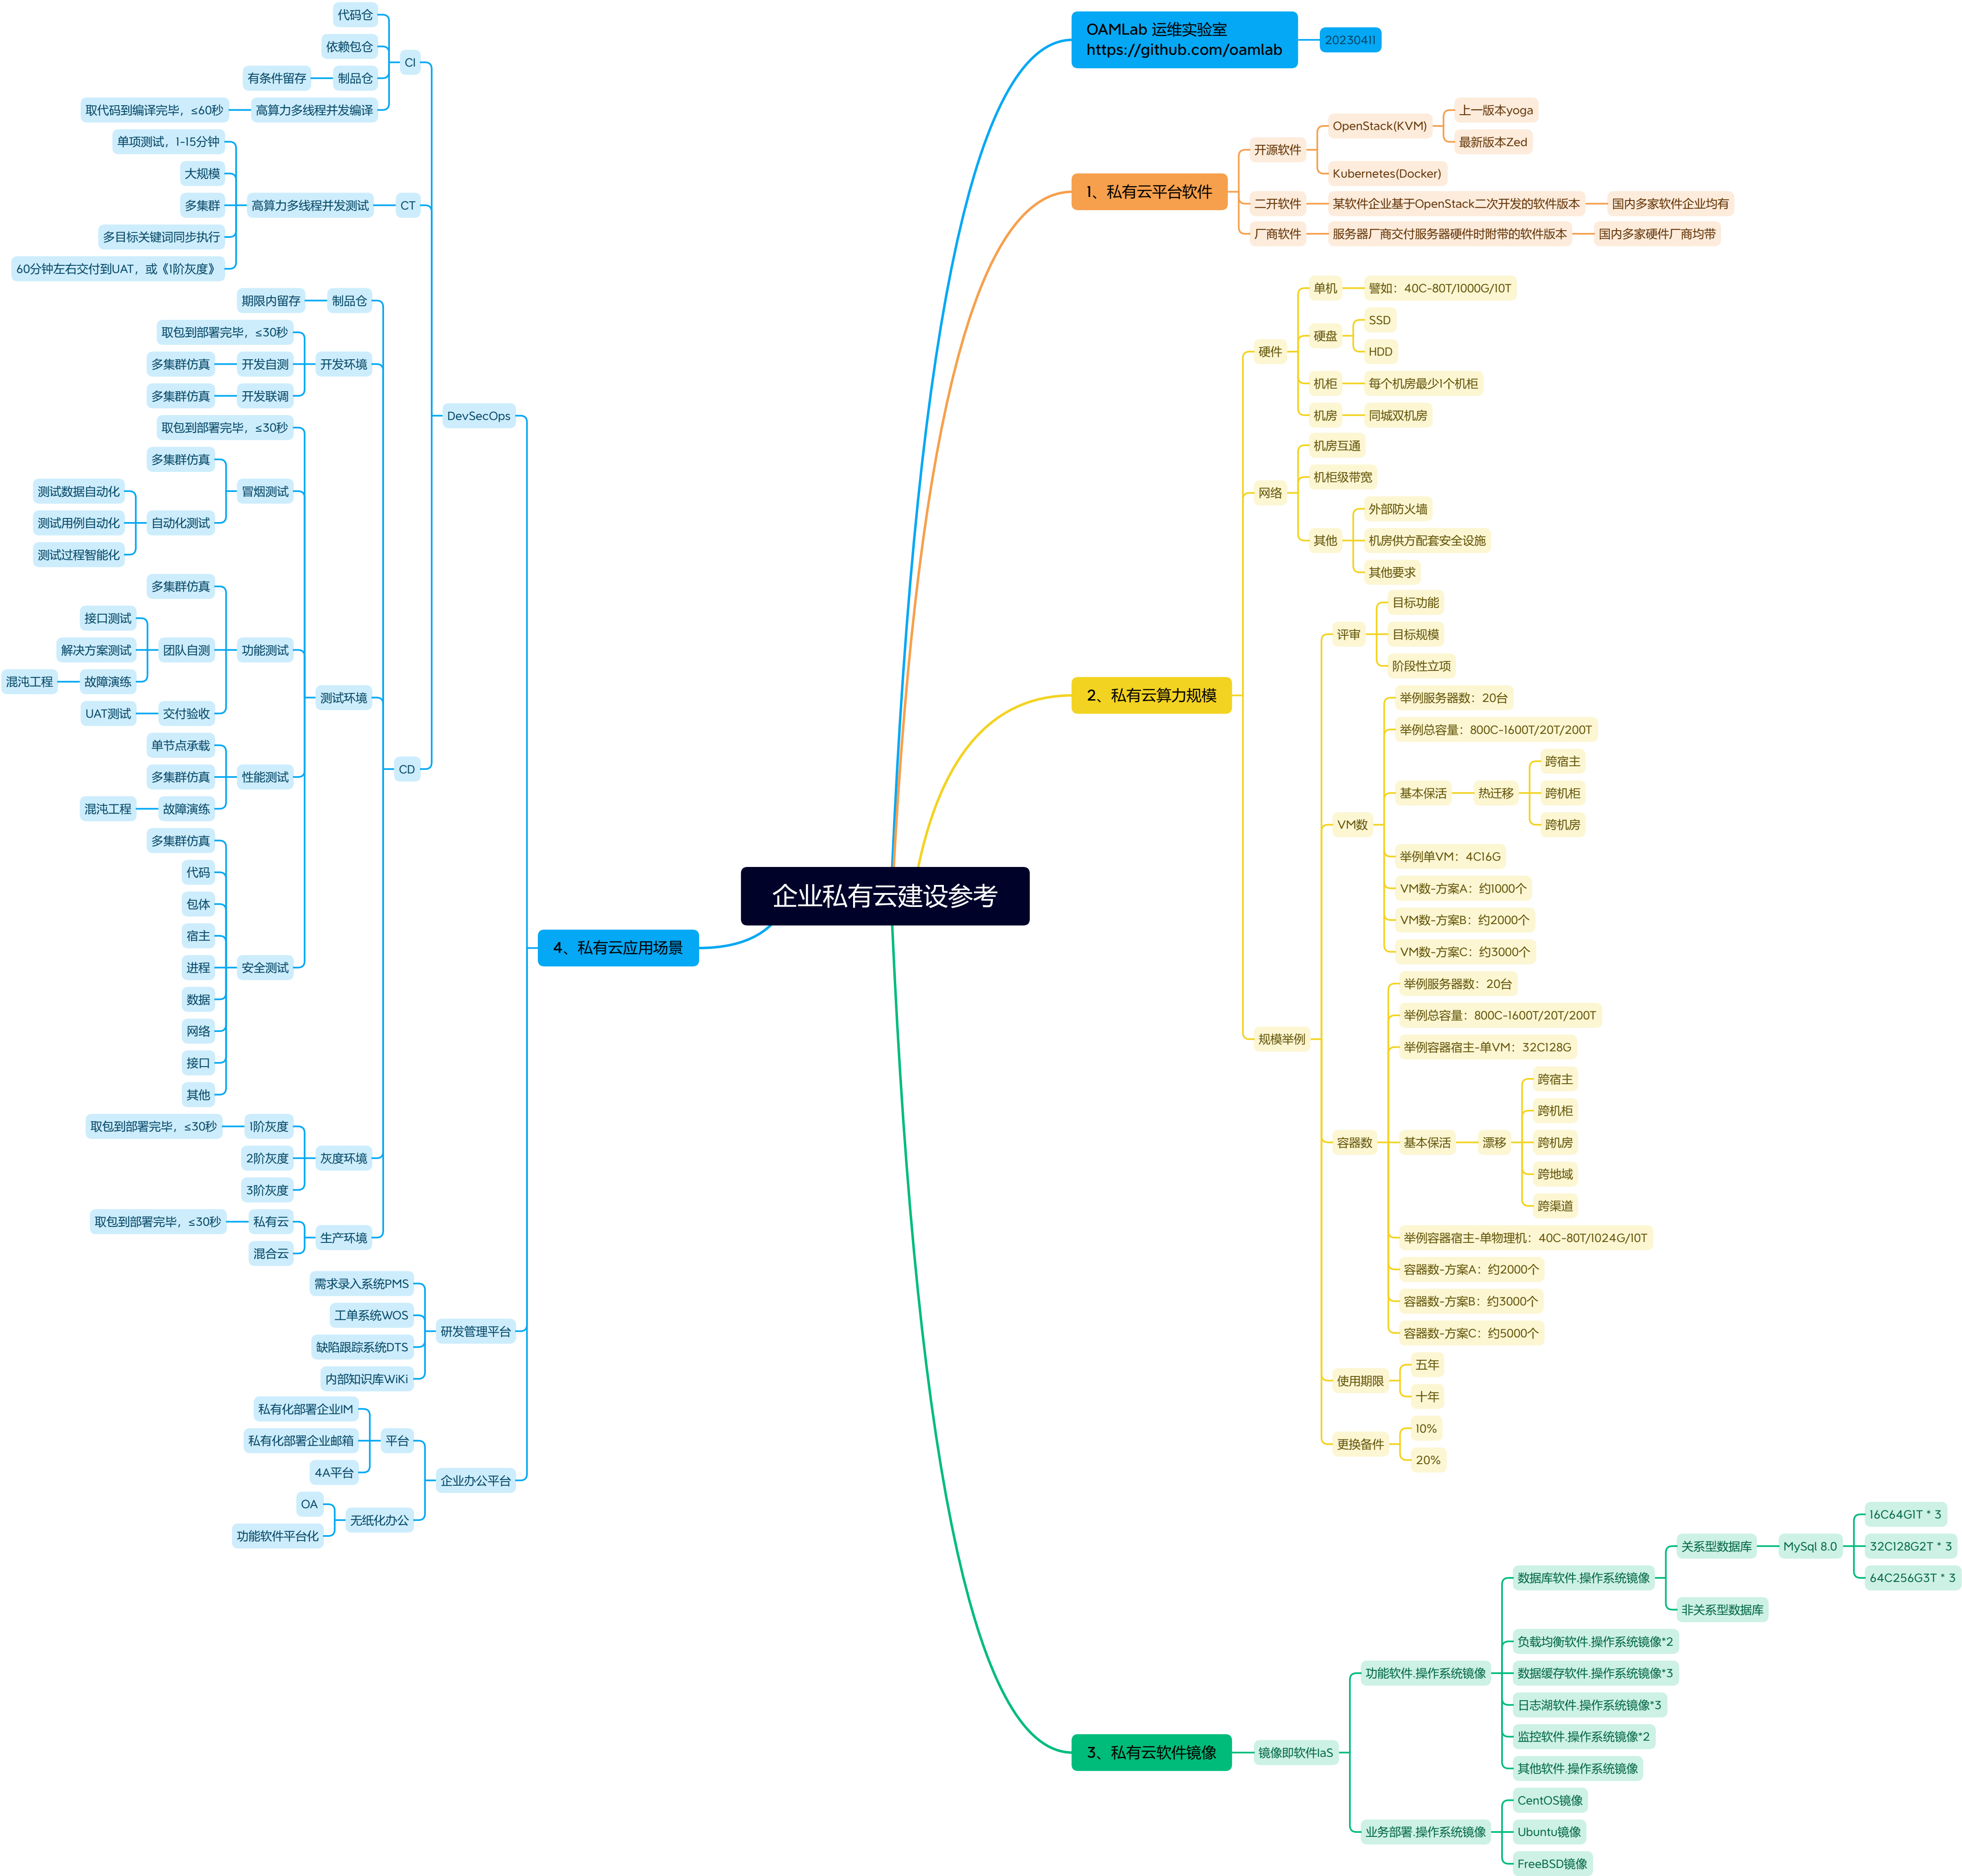 企业私有云建设参考
OAMLab 运维实验室
https://github.com/oamlab
20230411
1、私有云平台软件
开源软件
OpenStack(KVM)
上一版本yoga
最新版本Zed
Kubernetes(Docker)
二开软件
某软件企业基于OpenStack二次开发的软件版本
国内多家软件企业均有
厂商软件
服务器厂商交付服务器硬件时附带的软件版本
国内多家硬件厂商均带
2、私有云算力规模
硬件
单机
譬如：40C-80T/1000G/10T
硬盘
SSD
HDD
机柜
每个机房最少1个机柜
机房
同城双机房
网络
机房互通
机柜级带宽
其他
外部防火墙
机房供方配套安全设施
其他要求
规模举例
评审
目标功能
目标规模
阶段性立项
VM数
举例服务器数：20台
举例总容量：800C-1600T/20T/200T
基本保活
热迁移
跨宿主
跨机柜
跨机房
举例单VM：4C16G
VM数-方案A：约1000个
VM数-方案B：约2000个
VM数-方案C：约3000个
容器数
举例服务器数：20台
举例总容量：800C-1600T/20T/200T
举例容器宿主-单VM：32C128G
基本保活
漂移
跨宿主
跨机柜
跨机房
跨地域
跨渠道
举例容器宿主-单物理机：40C-80T/1024G/10T
容器数-方案A：约2000个
容器数-方案B：约3000个
容器数-方案C：约5000个
使用期限
五年
十年
更换备件
10%
20%
3、私有云软件镜像
镜像即软件IaS
功能软件.操作系统镜像
数据库软件.操作系统镜像
关系型数据库
MySql 8.0
16C64G1T * 3
32C128G2T * 3
64C256G3T * 3
非关系型数据库
负载均衡软件.操作系统镜像*2
数据缓存软件.操作系统镜像*3
日志湖软件.操作系统镜像*3
监控软件.操作系统镜像*2
其他软件.操作系统镜像
业务部署.操作系统镜像
CentOS镜像
Ubuntu镜像
FreeBSD镜像
4、私有云应用场景
DevSecOps
CI
代码仓
依赖包仓
制品仓
有条件留存
高算力多线程并发编译
取代码到编译完毕，≤60秒
CT
高算力多线程并发测试
单项测试，1-15分钟
大规模
多集群
多目标关键词同步执行
60分钟左右交付到UAT，或《1阶灰度》
CD
制品仓
期限内留存
开发环境
取包到部署完毕，≤30秒
开发自测
多集群仿真
开发联调
多集群仿真
测试环境
取包到部署完毕，≤30秒
冒烟测试
多集群仿真
自动化测试
测试数据自动化
测试用例自动化
测试过程智能化
功能测试
多集群仿真
团队自测
接口测试
解决方案测试
故障演练
混沌工程
交付验收
UAT测试
性能测试
单节点承载
多集群仿真
故障演练
混沌工程
安全测试
多集群仿真
代码
包体
宿主
进程
数据
网络
接口
其他
灰度环境
1阶灰度
取包到部署完毕，≤30秒
2阶灰度
3阶灰度
生产环境
私有云
取包到部署完毕，≤30秒
混合云
研发管理平台
需求录入系统PMS
工单系统WOS
缺陷跟踪系统DTS
内部知识库WiKi
企业办公平台
平台
私有化部署企业IM
私有化部署企业邮箱
4A平台
无纸化办公
OA
功能软件平台化